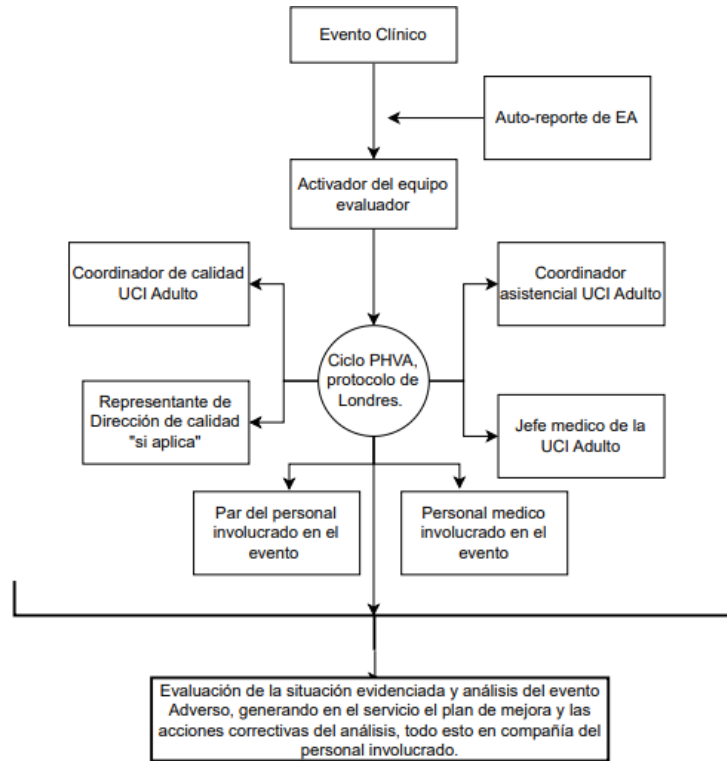 Evento Clínico
Auto-reporte de EA
Activador del equipo
evaluador
Coordinador de calidad
UCI Adulto
Coordinador
asistencial UCI Adulto
Ciclo PHVA,
protocolo de
Londres.
Representante de
Dirección de calidad
"si aplica"
Jefe medico de la
UCI Adulto
Par del personal
involucrado en el
evento
Personal medico
involucrado en el
evento
Evaluación de la situación evidenciada y análisis del evento
Adverso, generando en el servicio el plan de mejora y las
acciones correctivas del análisis, todo esto en compañía del
personal involucrado.